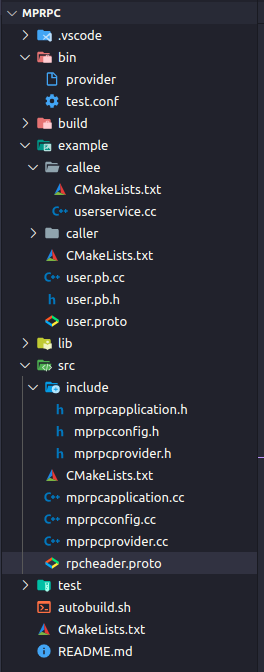 MPRPC
.vscode
bin
provider
test.conf
build
example
callee
CMakeLists.txt
userservice.cc
caller
CMakeLists.txt
user.pb.cc
user.pb.h
user.proto
lib
src
include
mprpcapplication.h
mprpcconfig.h
mprpcprovider.h
CMakeLists.txt
mprpcapplication.cc
mprpcconfig.cc
mprpcprovider.cc
rpcheader.proto
test
autobuild.sh
CMakeLists.txt
README.md